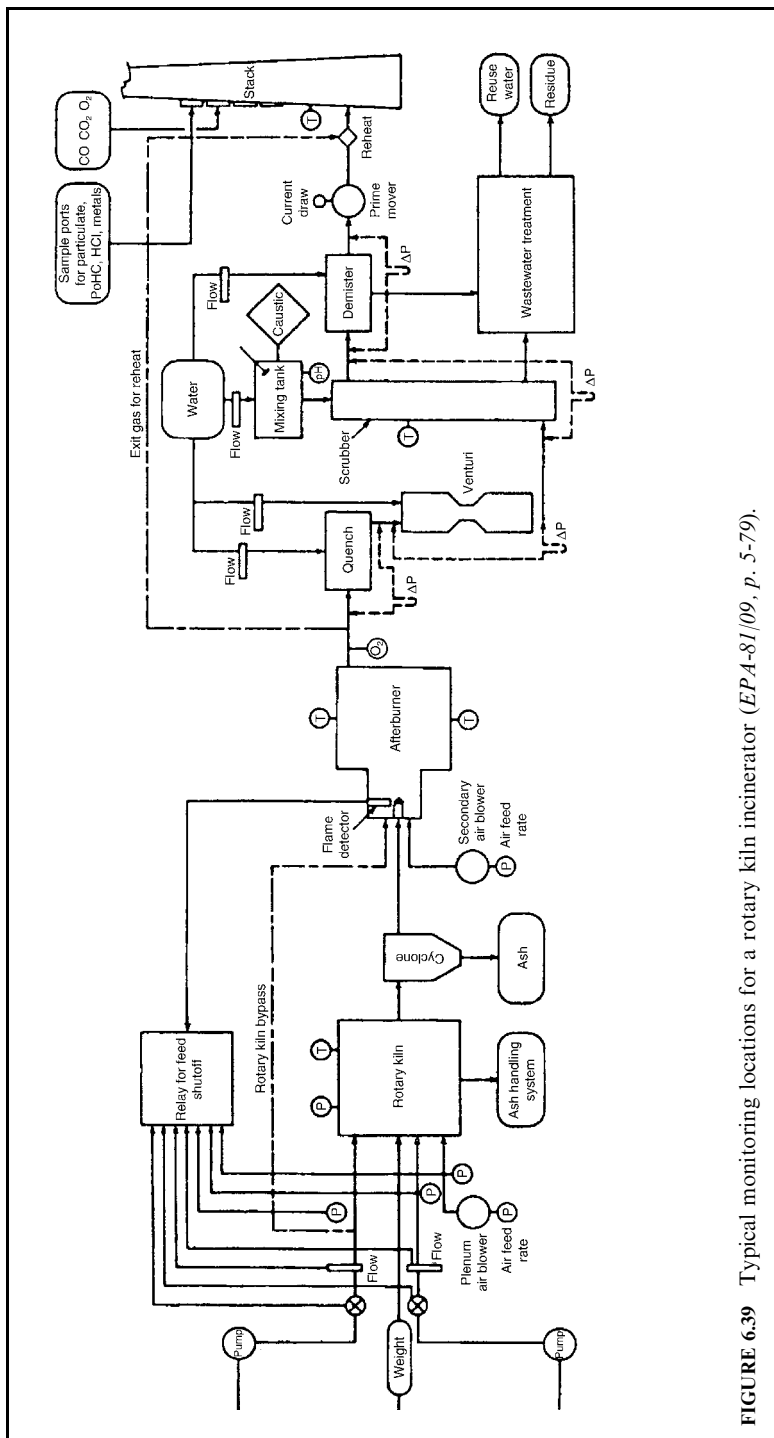 Pump
Weight
Pump
Flow
Flow
Relay for feed
shutoff
Rotary kiln bypass
P
P
P
Plenum
air blower
P
Air feed
rate
P
T
Rotary kiln
Ash handling
system
Cyclone
Ash
Flame
detector
Secondary
air blower
P
Air feed
rate
T
Afterburner
T
O₂
Exit gas for reheat
Flow
Quench
ΔP
Flow
Venturi
ΔP
Water
Flow
Mixing tank
pH
Caustic
Scrubber
T
ΔP
Flow
Demister
ΔP
Current
draw
Prime
mover
Reheat
T
Stack
Sample ports
for particulate,
PoHC, HCl, metals
CO CO₂ O₂
Wastewater treatment
Reuse
water
Residue
FIGURE 6.39 Typical monitoring locations for a rotary kiln incinerator (EPA-81/09, p. 5-79).